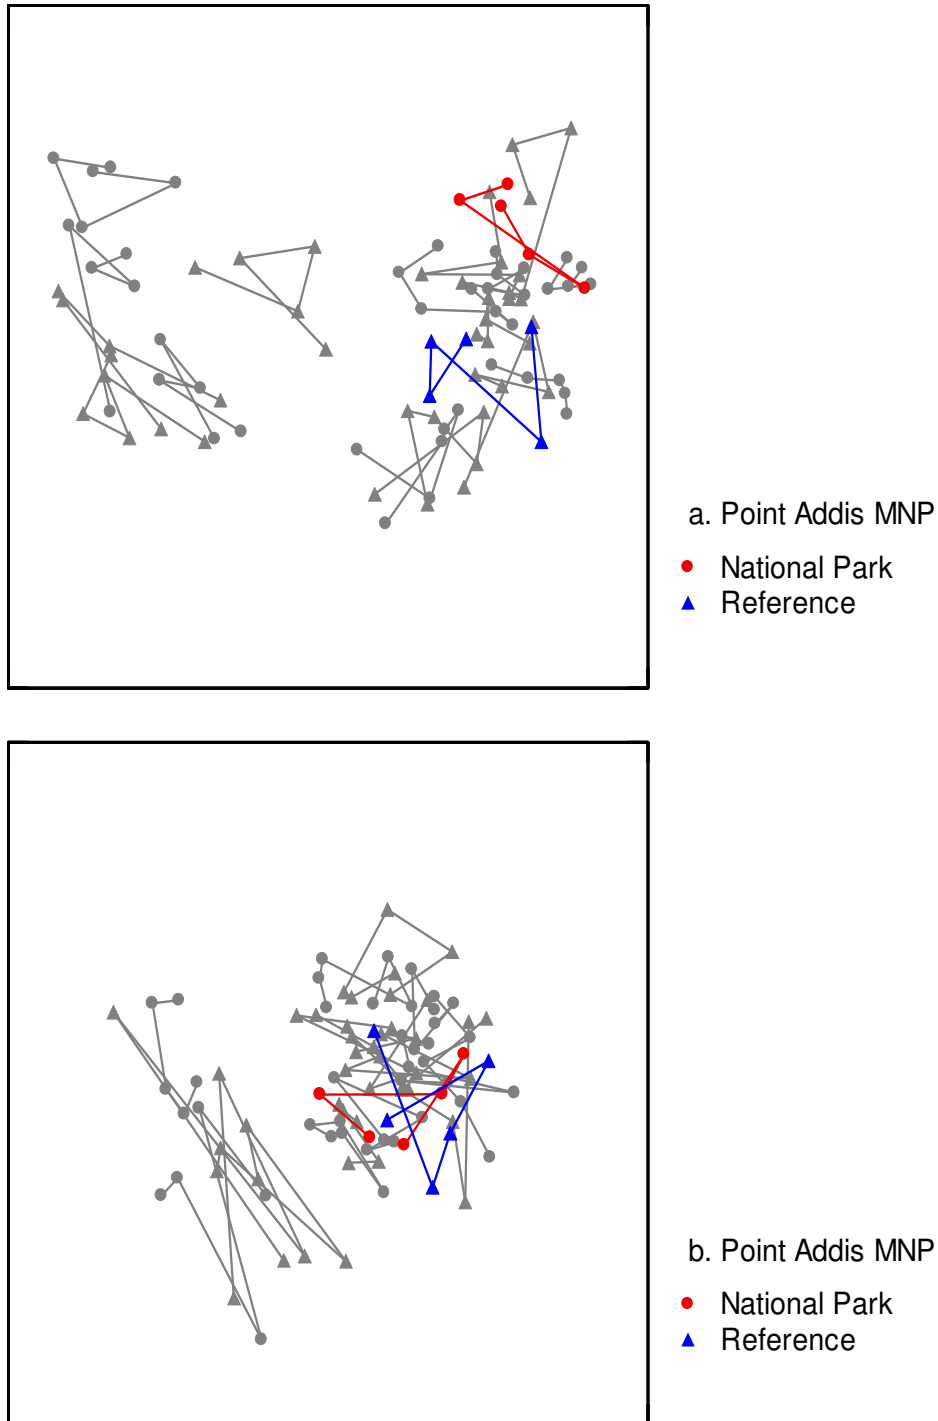 a. Point Addis MNP
National Park
Reference
b. Point Addis MNP
National Park
Reference